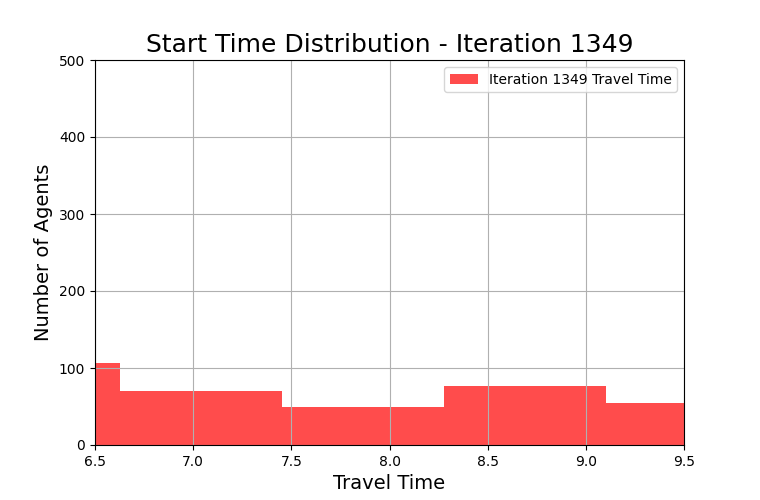 Start Time Distribution - Iteration 1349
Iteration 1349 Travel Time
Number of Agents
500
400
300
200
100
0
6.5 7.0 7.5 8.0 8.5 9.0 9.5
Travel Time